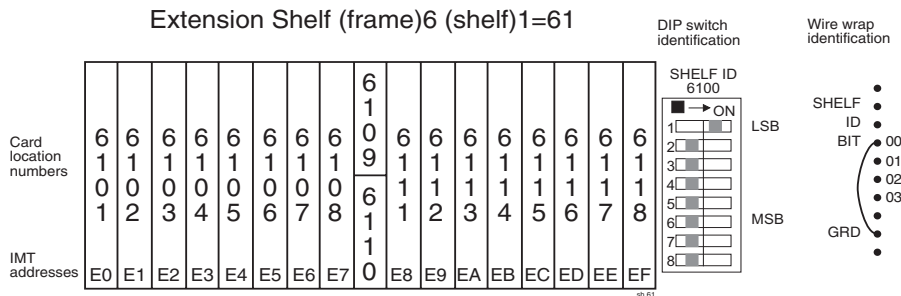 Extension Shelf (frame)6 (shelf)1=61
DIP switch
identification
Wire wrap
identification
SHELF ID
6100
ON
1
2
3
4
5
6
7
8
LSB
MSB
SHELF
ID
BIT
00
01
02
03
GRD
Card
location
numbers
6101
6102
6103
6104
6105
6106
6107
6108
6109
6110
6111
6112
6113
6114
6115
6116
6117
6118
IMT
addresses
E0 E1 E2 E3 E4 E5 E6 E7 E8 E9 EA EB EC ED EE EF
sh 61